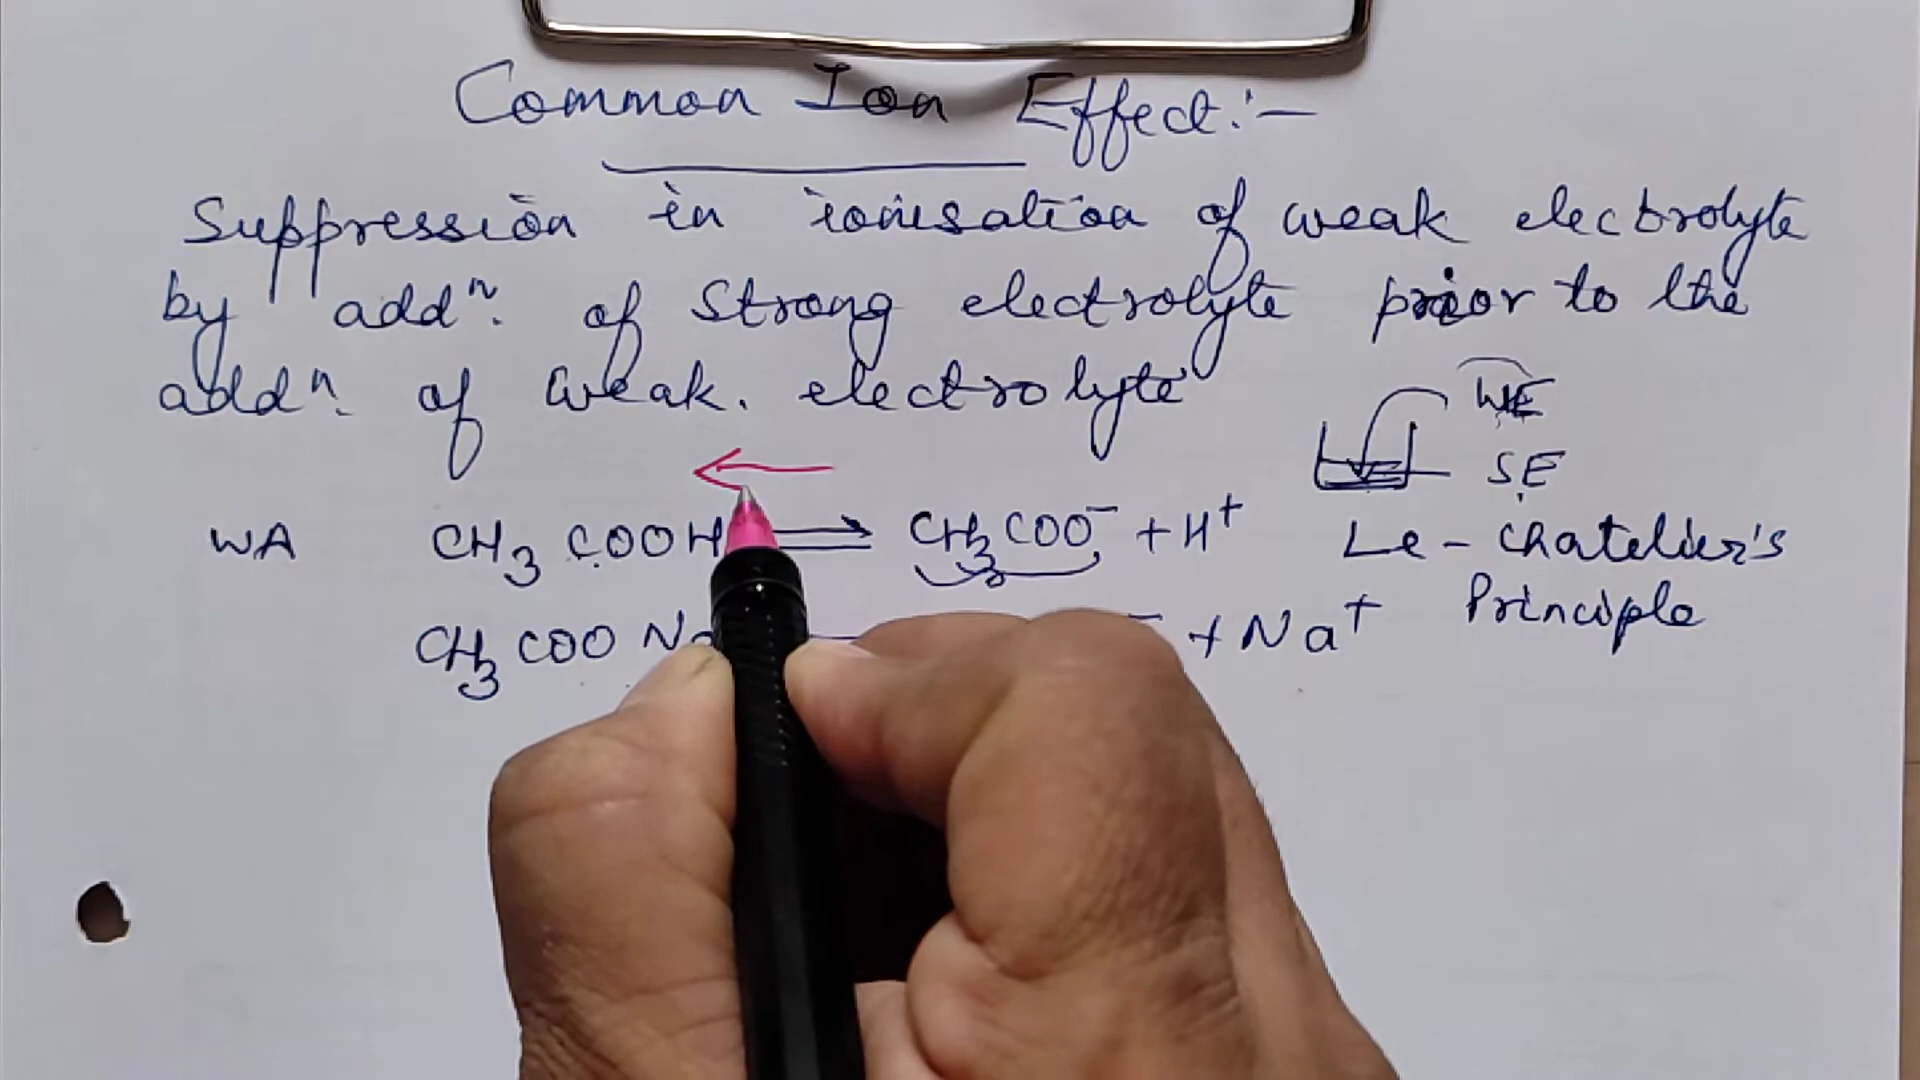 Common Ion Effect:-
Suppression in ionisation of weak electrolyte
by addⁿ. of Strong electrolyte prior to the
addⁿ. of weak. electrolyte
WE
SE
WA CH₃COOH ⇌ CH₃COO⁻ + H⁺
Le-Chatelier's
Principle
CH₃COO Na – + Na⁺